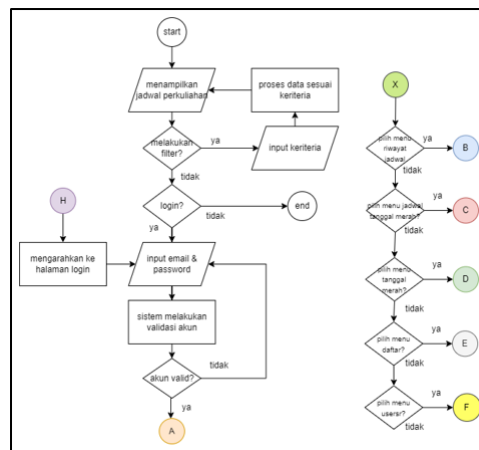 start
menampilkan
jadwal perkuliahan
proses data sesuai
keriteria
melakukan
filter?
ya
input keriteria
tidak
login?
tidak
end
ya
H
mengarahkan ke
halaman login
input email &
password
sistem melakukan
validasi akun
akun valid?
tidak
ya
A
X
pilih menu
riwayat
jadwal
ya
B
tidak
pilih menu jadwal
tanggal merah?
ya
C
tidak
pilih menu
tanggal
merah?
ya
D
tidak
pilih menu
daftar?
ya
E
tidak
pilih menu
usersr?
ya
F
tidak